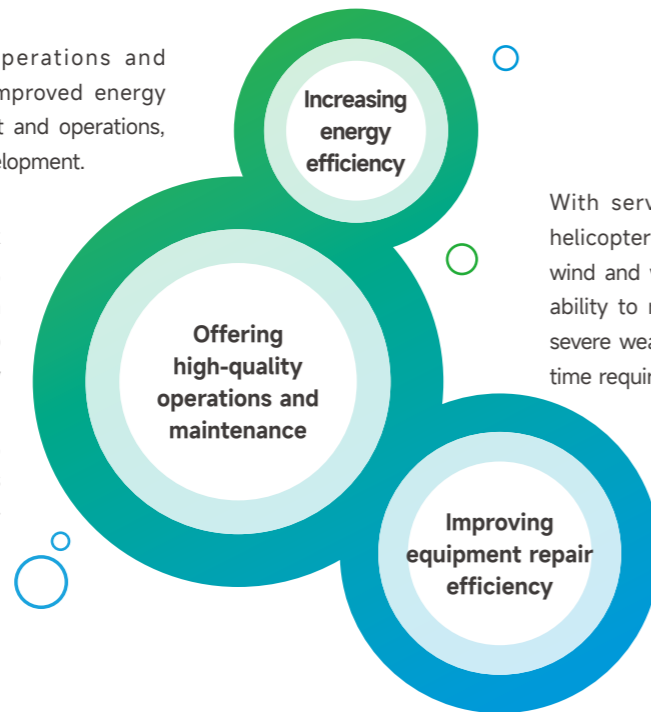 perations and
mproved energy
and operations,
elopment.
Increasing
energy
efficiency
With serv
helicopter
wind and
ability to
severe wea
time requir
Offering
high-quality
operations and
maintenance
Improving
equipment repair
efficiency